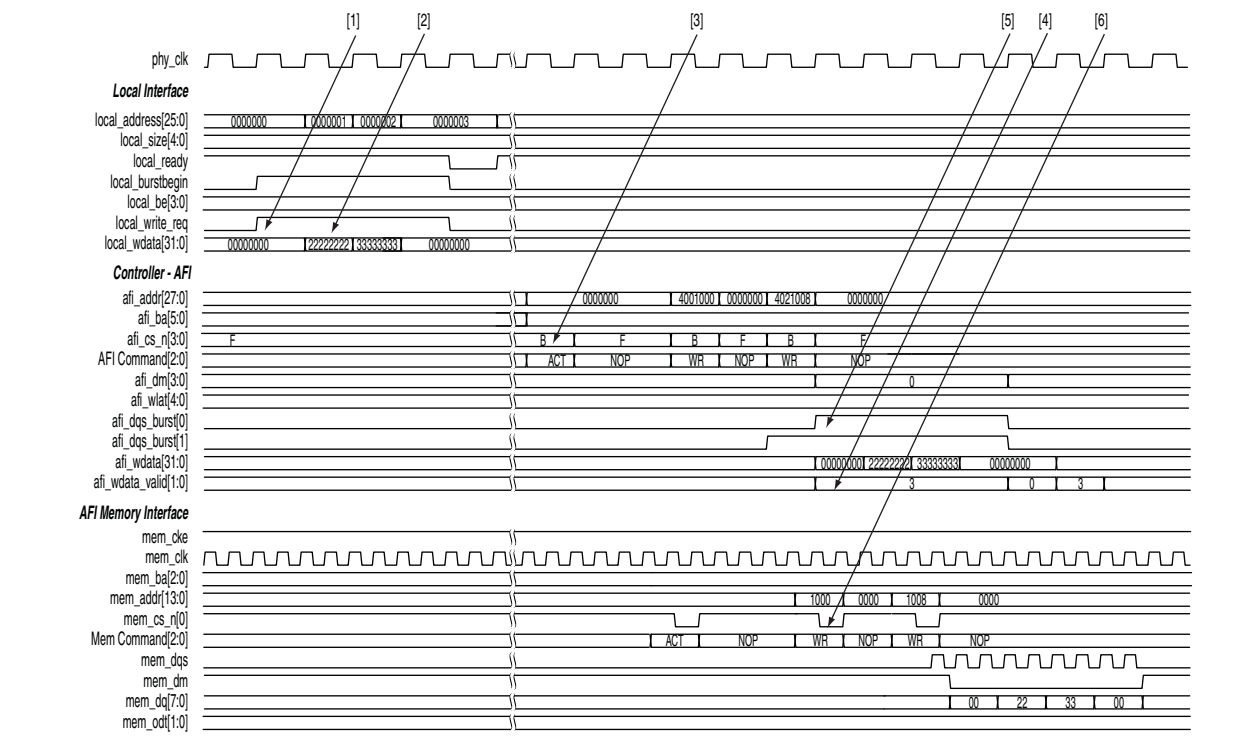 [1] [2] [3] [5] [4] [6]
phy_clk
Local Interface
local_address[25:0] 0000000 0000001 0000002 0000003
local_size[4:0]
local_ready
local_burstbegin
local_be[3:0]
local_write_req
local_wdata[31:0] 00000000 22222222 33333333 00000000
Controller - AFI
afi_addr[27:0] 0000000 4001000 0000000 4021008 0000000
afi_ba[5:0]
afi_cs_n[3:0] F B F B F B F
AFI Command[2:0] ACT NOP WR NOP WR NOP
afi_dm[3:0] 0
afi_wlat[4:0]
afi_dqs_burst[0]
afi_dqs_burst[1]
afi_wdata[31:0] 00000000 22222222 33333333 00000000
afi_wdata_valid[1:0] 3 0 3
AFI Memory Interface
mem_cke
mem_clk
mem_ba[2:0]
mem_addr[13:0] 1000 0000 1008 0000
mem_cs_n[0]
Mem Command[2:0] ACT NOP WR NOP WR NOP
mem_dqs
mem_dm
mem_dq[7:0] 00 22 33 00
mem_odt[1:0]